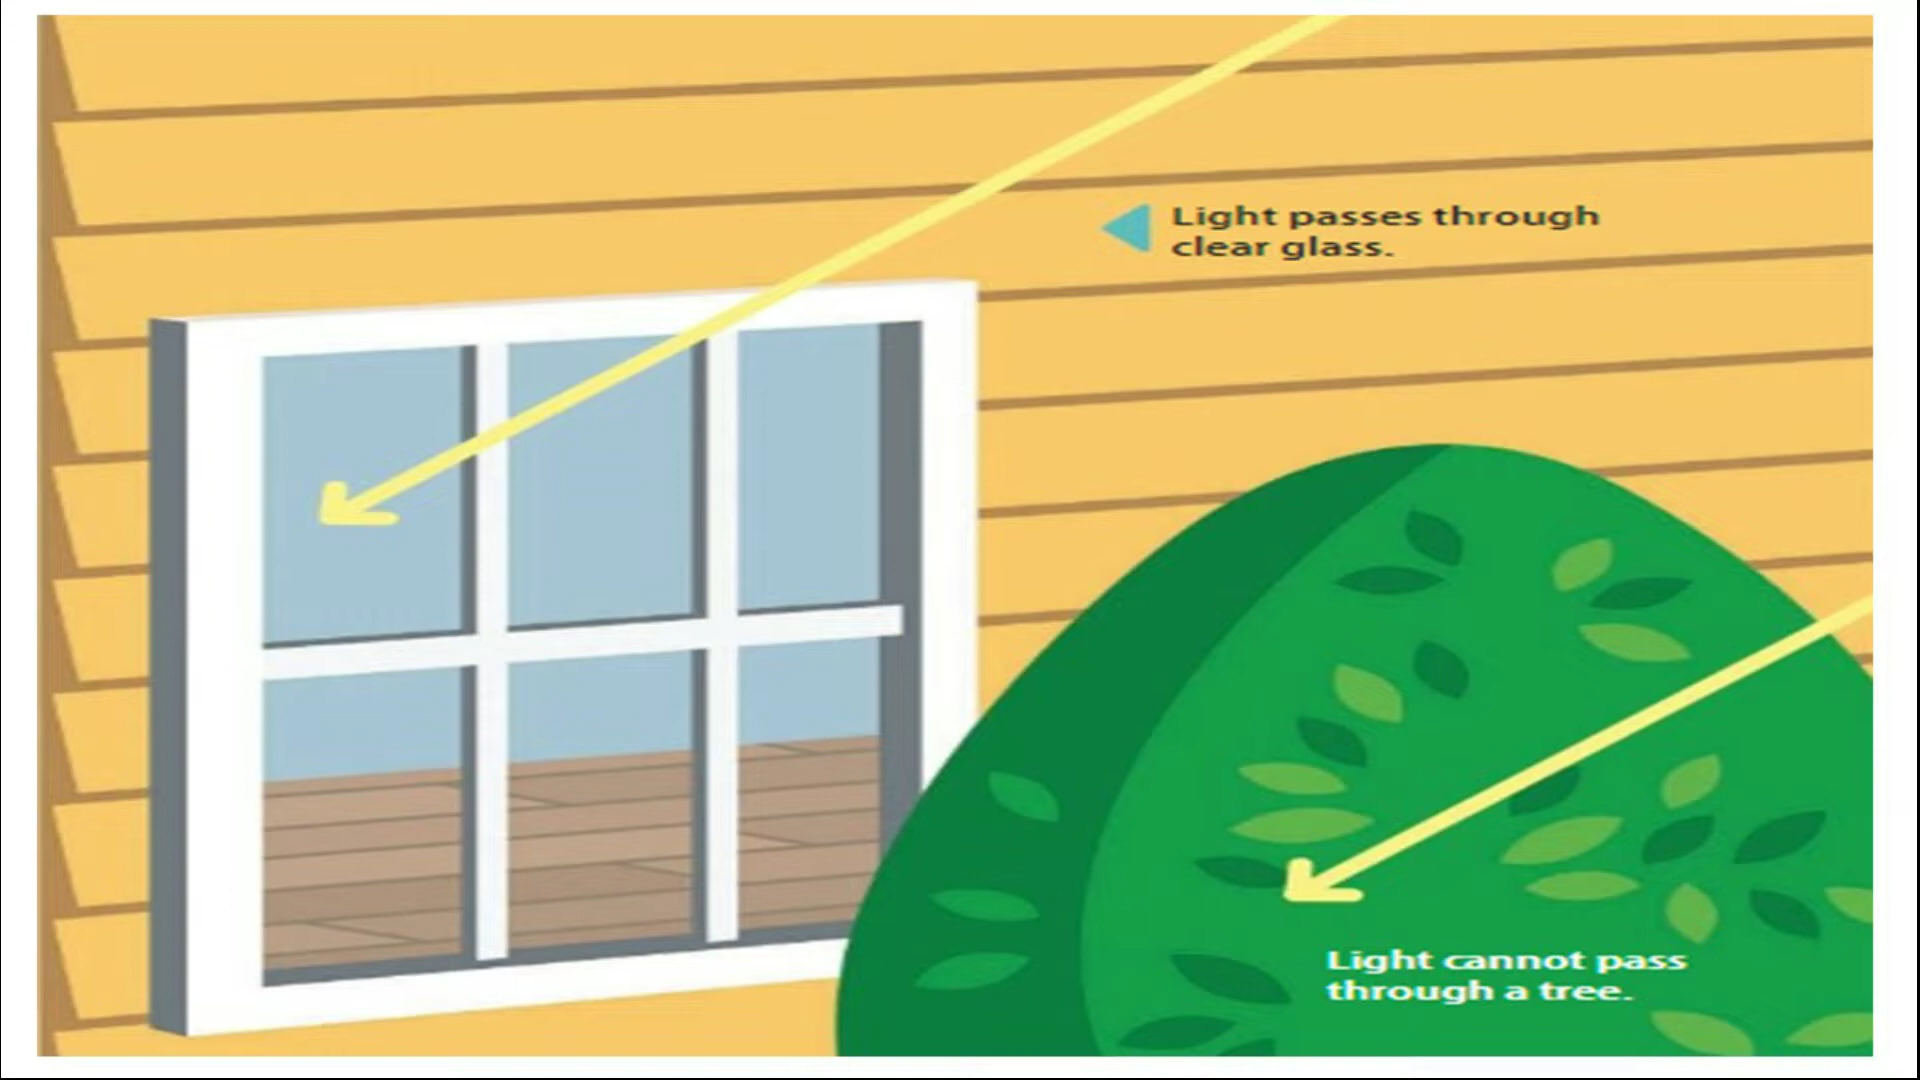 Light passes through
clear glass.
Light cannot pass
through a tree.